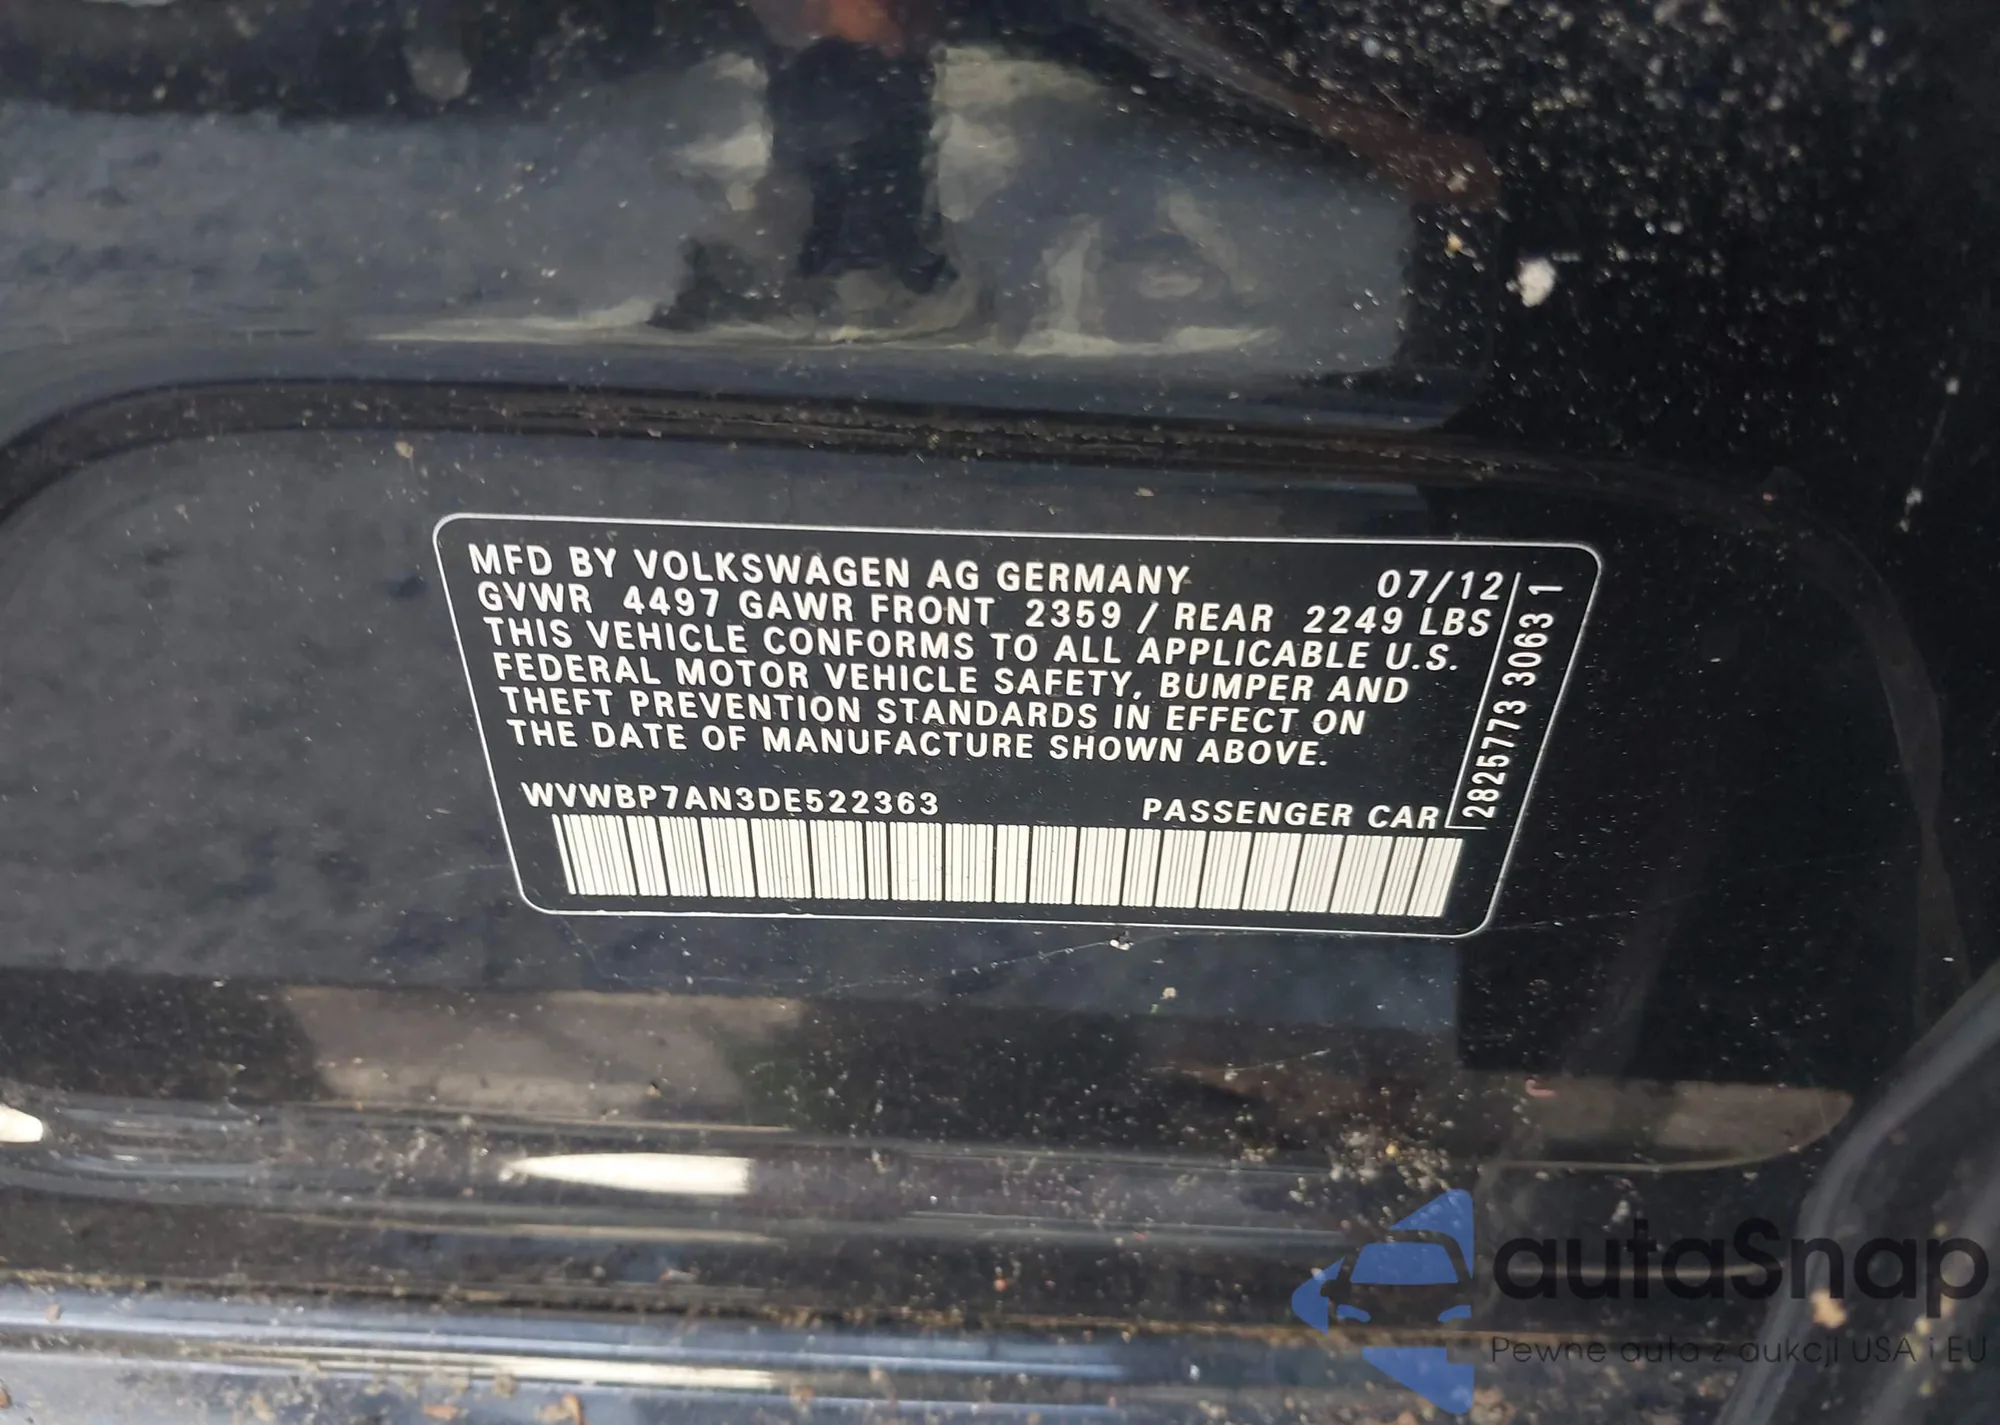 MFD BY VOLKSWAGEN AG GERMANY 07/12
GVWR 4497 GAWR FRONT 2359 / REAR 2249 LBS
THIS VEHICLE CONFORMS TO ALL APPLICABLE U.S.
FEDERAL MOTOR VEHICLE SAFETY, BUMPER AND
THEFT PREVENTION STANDARDS IN EFFECT ON
THE DATE OF MANUFACTURE SHOWN ABOVE.
WVWBP7AN3DE522363 PASSENGER CAR
2825773 3063 1
autaSnap
Pewne auta z aukcji USA i EU